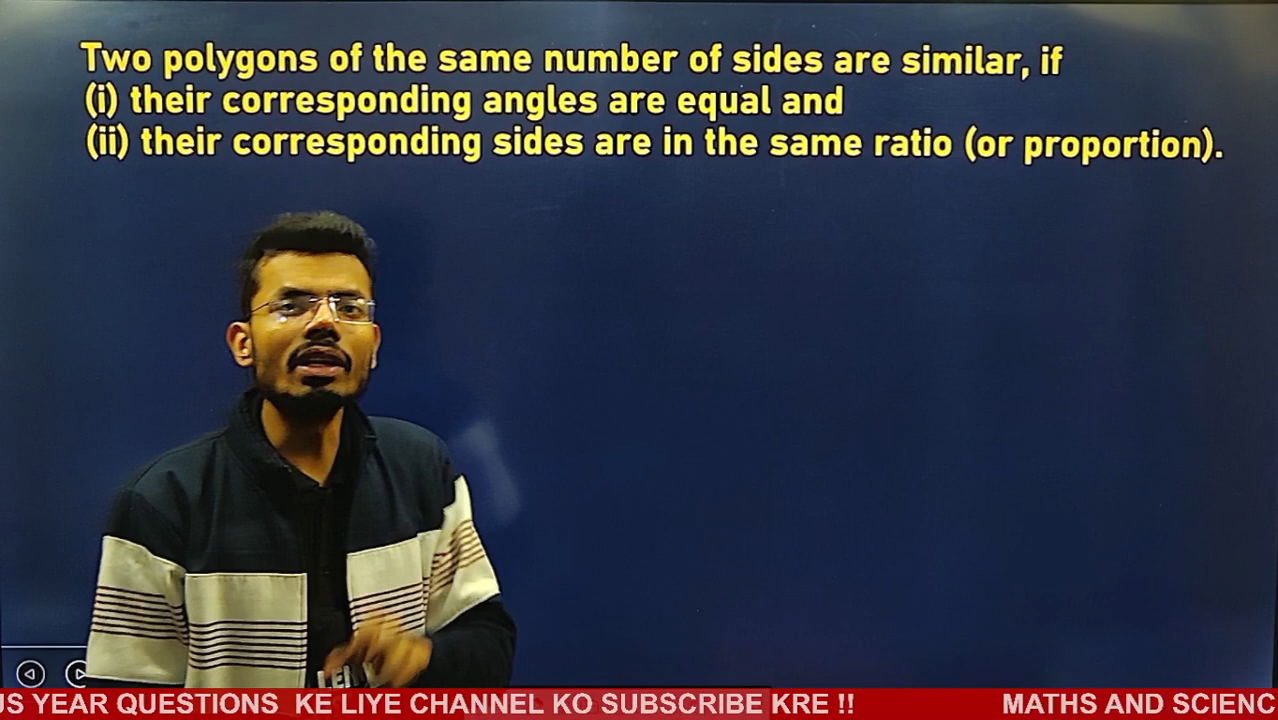 Two polygons of the same number of sides are similar, if
(i) their corresponding angles are equal and
(ii) their corresponding sides are in the same ratio (or proportion).
YEAR QUESTIONS KE LIYE CHANNEL KO SUBSCRIBE KRE !! MATHS AND